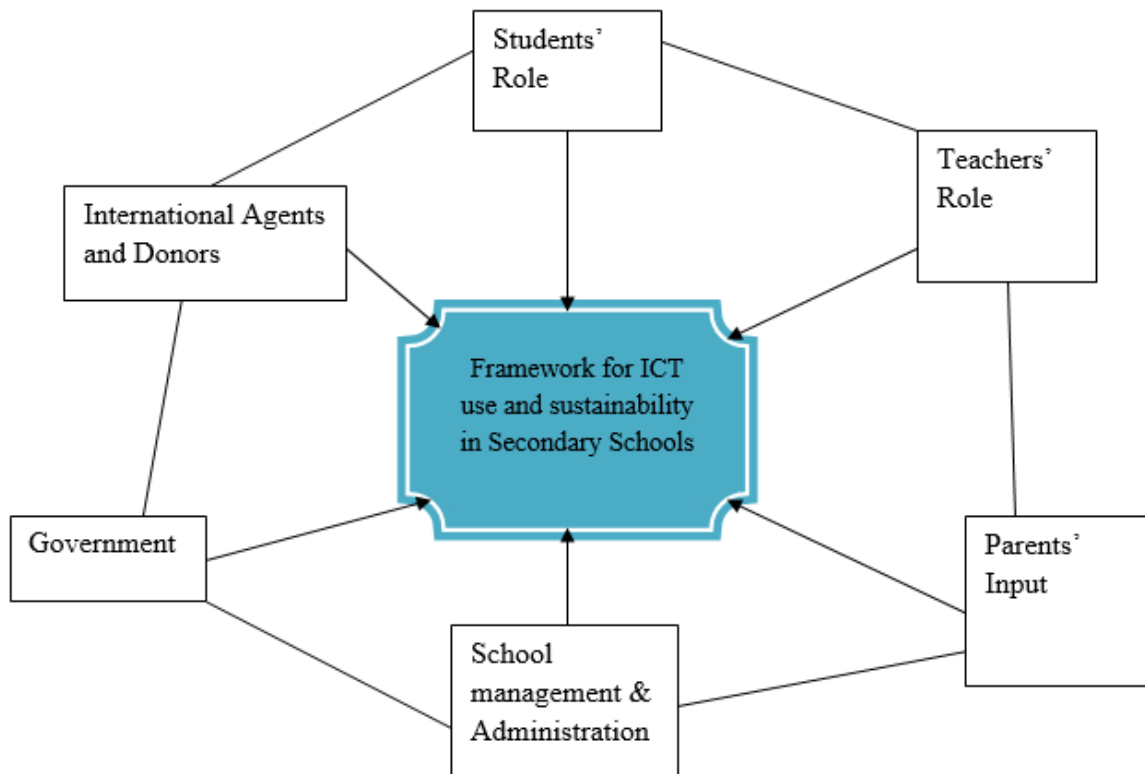 Students’
Role
Teachers’
Role
International Agents
and Donors
Framework for ICT
use and sustainability
in Secondary Schools
Government
Parents’
Input
School
management &
Administration